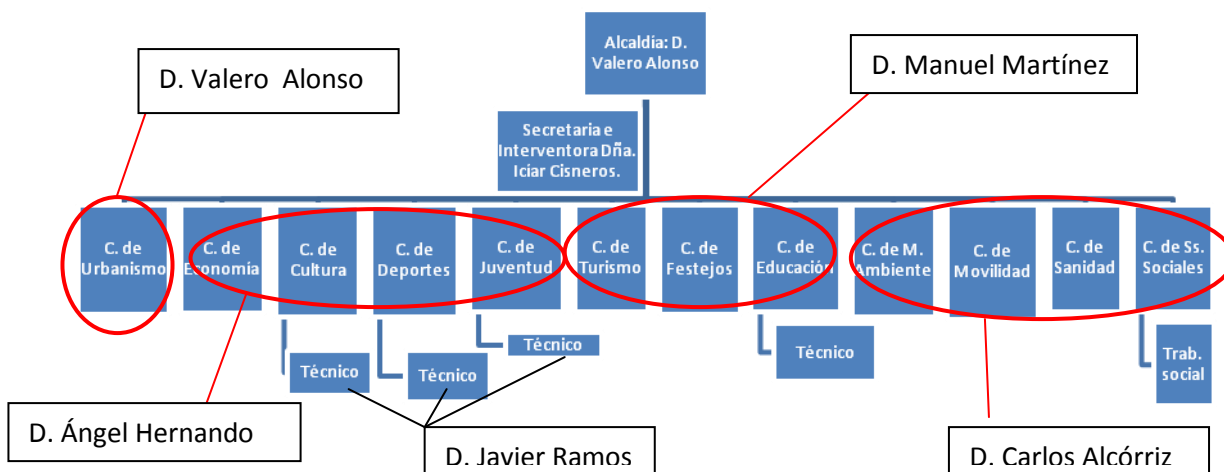 Alcaldía: D.
Valero Alonso
D. Valero Alonso
D. Manuel Martínez
Secretaria e
Interventora Dña.
Iciar Cisneros.
C. de
Urbanismo
C. de
Economía
C. de
Cultura
C. de
Deportes
C. de
Juventud
C. de
Turismo
C. de
Festejos
C. de
Educación
C. de M.
Ambiente
C. de
Movilidad
C. de
Sanidad
C. de Ss.
Sociales
Técnico
Técnico
Técnico
Técnico
Trab.
social
D. Ángel Hernando
D. Javier Ramos
D. Carlos Alcórriz